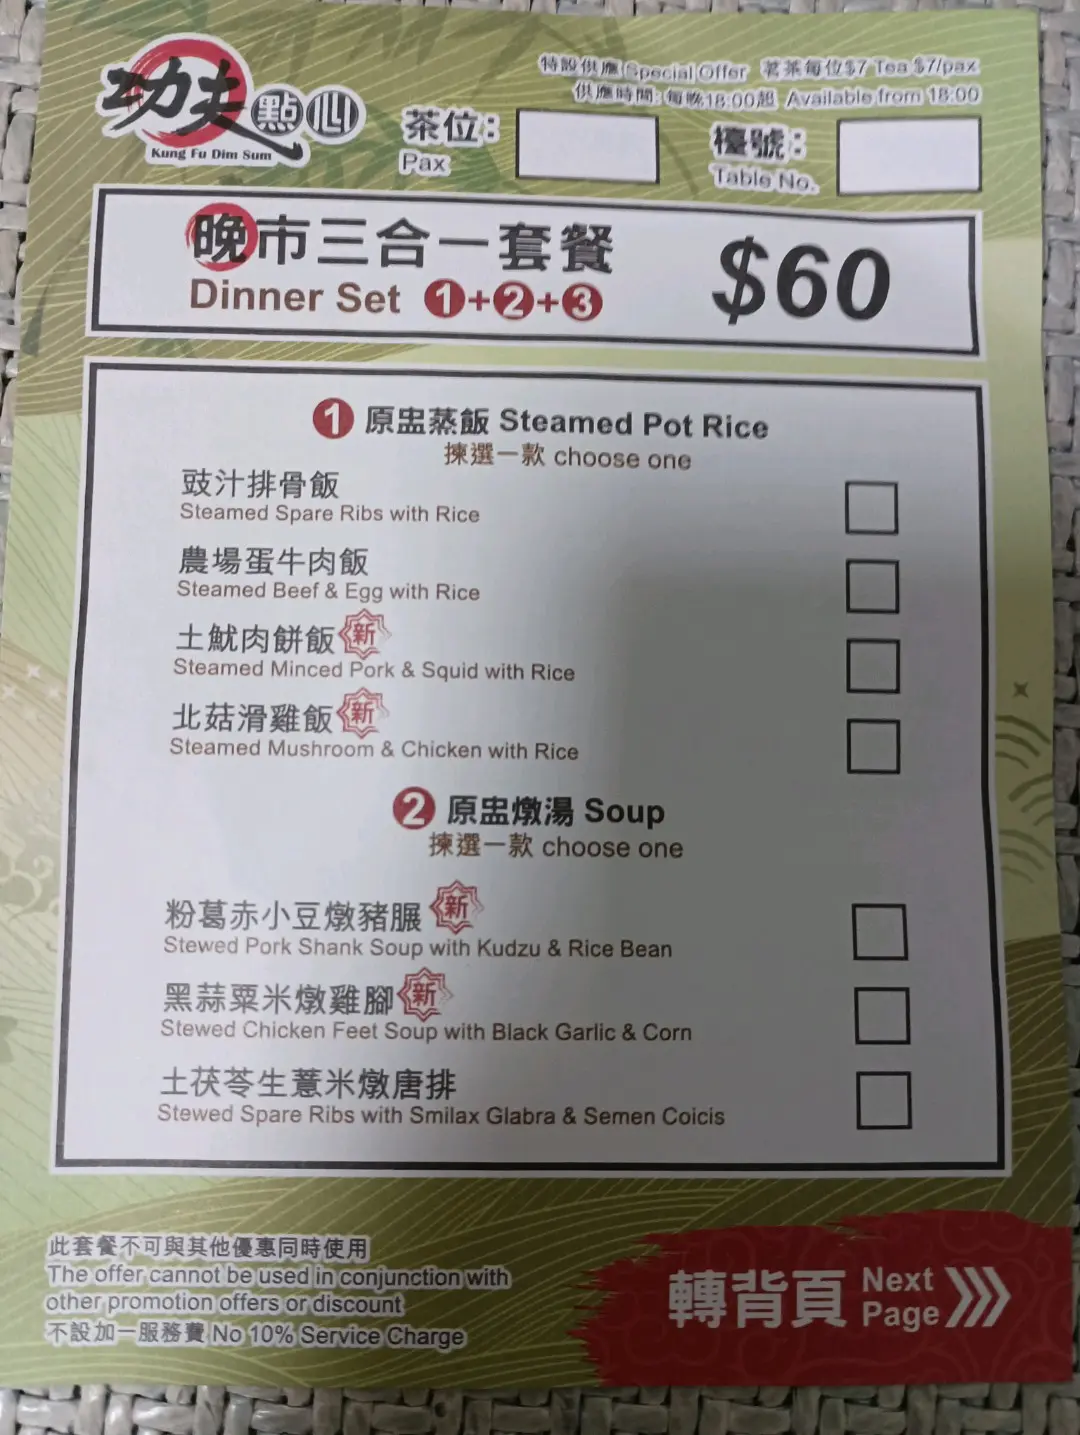 功夫點心
Kung Fu Dim Sum
特設供應 Special Offer 茗茶每位$7 Tea $7/pax
供應時間: 每晚18:00起 Available from 18:00
茶位:
Pax
檯號:
Table No.
晚市三合一套餐
Dinner Set 1+2+3
$60
1 原盅蒸飯 Steamed Pot Rice
揀選一款 choose one
豉汁排骨飯
Steamed Spare Ribs with Rice
農場蛋牛肉飯
Steamed Beef & Egg with Rice
土魷肉餅飯 新
Steamed Minced Pork & Squid with Rice
北菇滑雞飯 新
Steamed Mushroom & Chicken with Rice
2 原盅燉湯 Soup
揀選一款 choose one
粉葛赤小豆燉豬𦟌 新
Stewed Pork Shank Soup with Kudzu & Rice Bean
黑蒜粟米燉雞腳 新
Stewed Chicken Feet Soup with Black Garlic & Corn
土茯苓生薏米燉唐排
Stewed Spare Ribs with Smilax Glabra & Semen Coicis
此套餐不可與其他優惠同時使用
The offer cannot be used in conjunction with
other promotion offers or discount
不設加一服務費 No 10% Service Charge
轉背頁 Next
Page